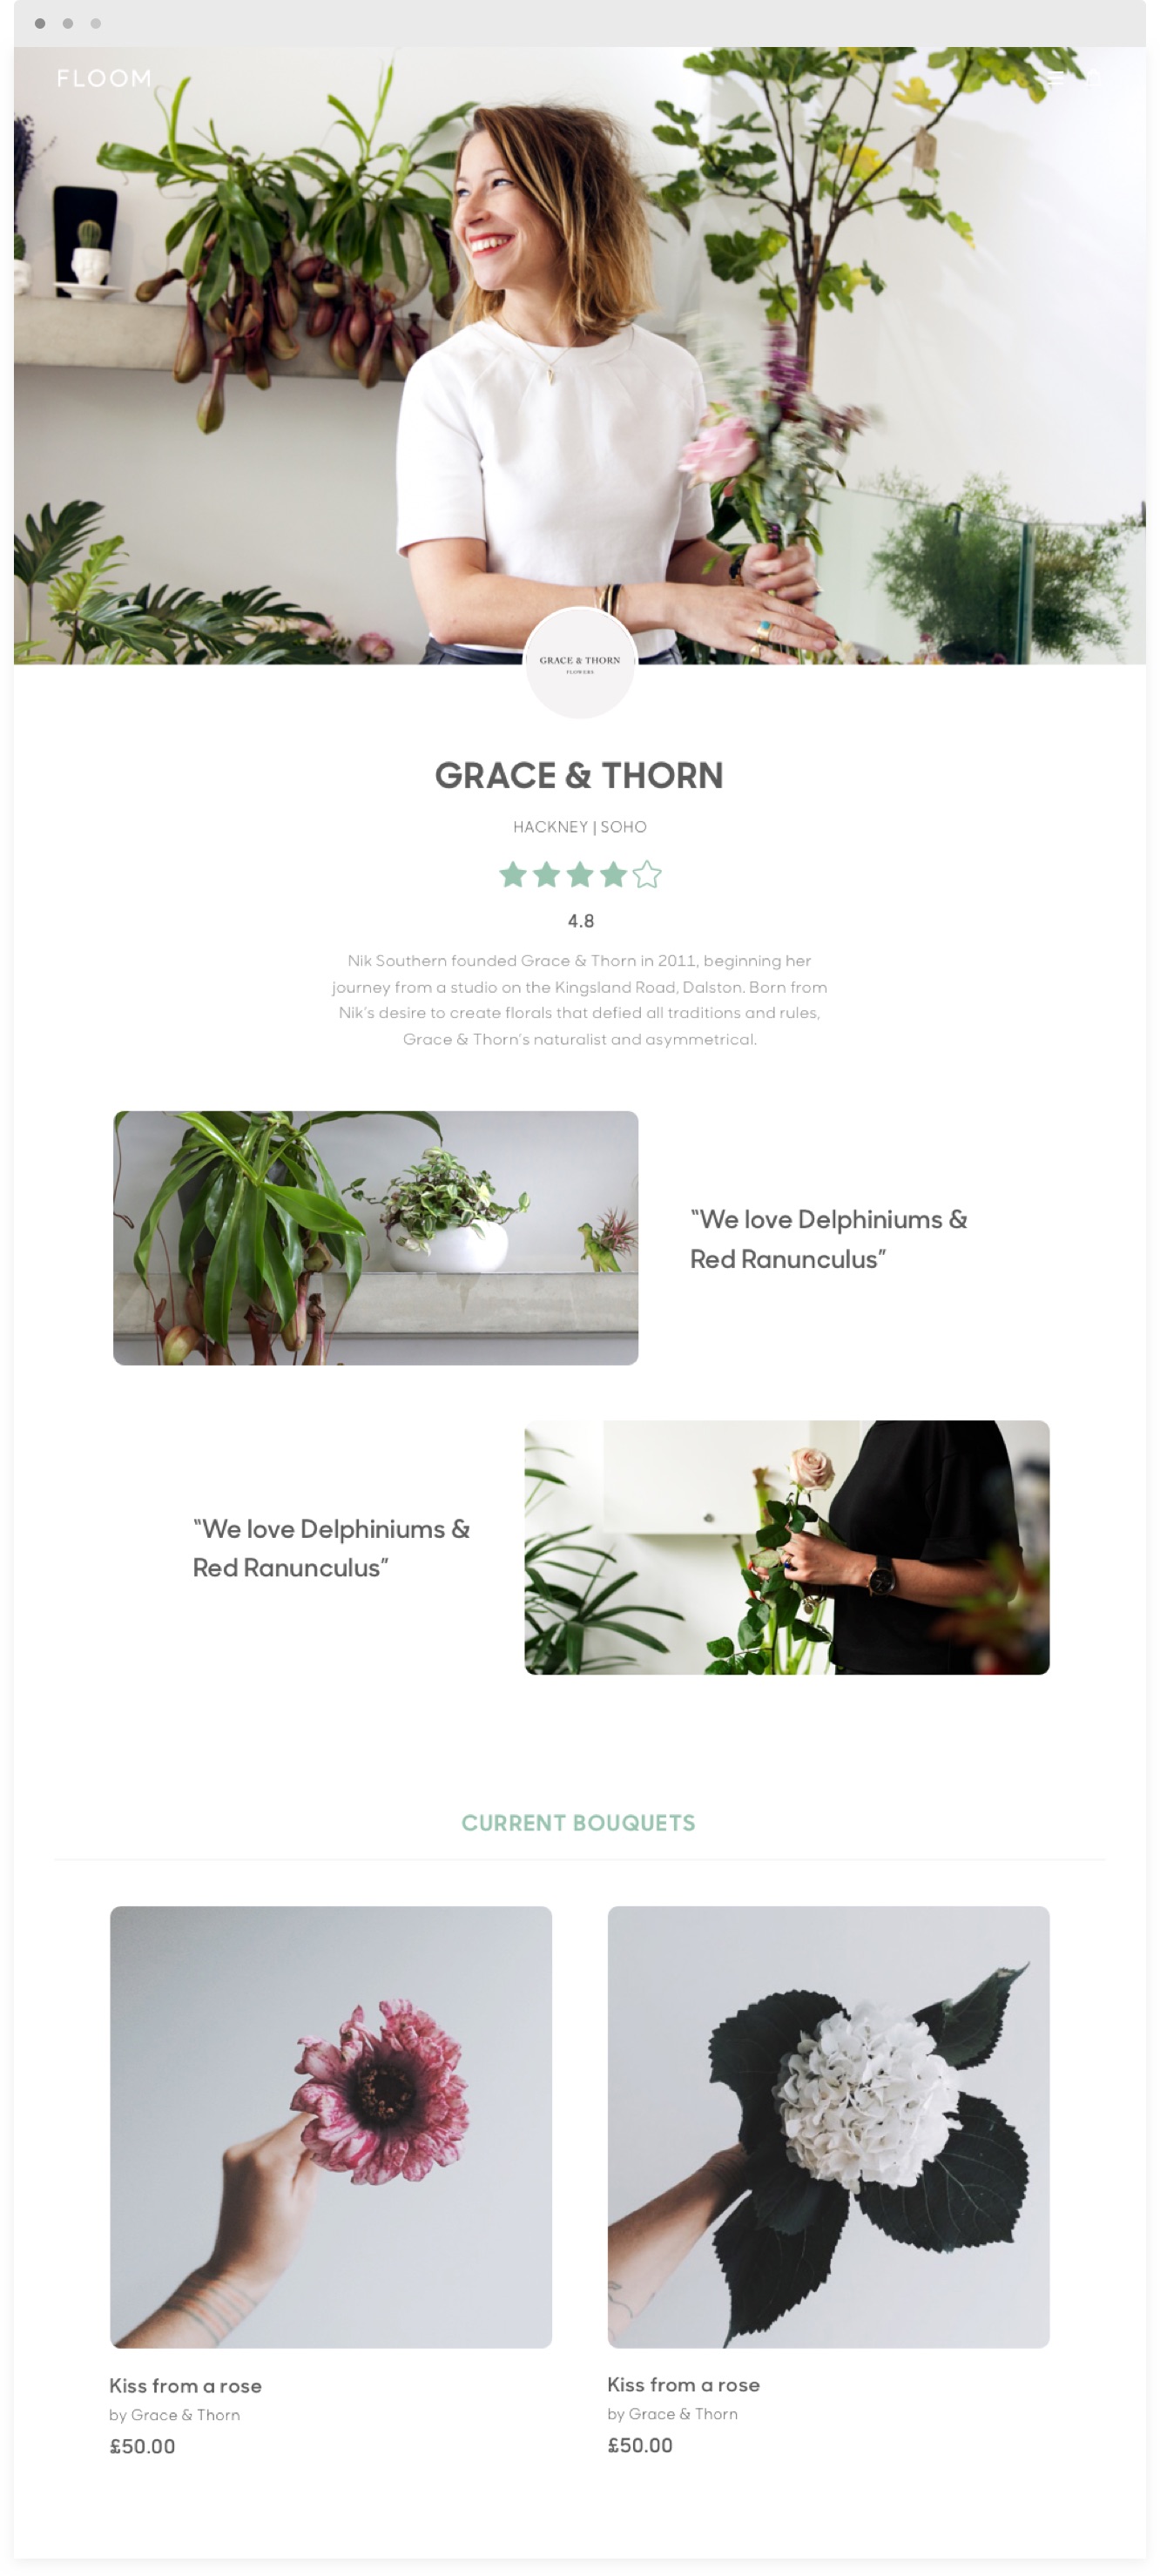 FLOOM
GRACE & THORN
FLOWERS
GRACE & THORN
HACKNEY | SOHO
4.8
Nik Southern founded Grace & Thorn in 2011, beginning her
journey from a studio on the Kingsland Road, Dalston. Born from
Nik's desire to create florals that defied all traditions and rules,
Grace & Thorn's naturalist and asymmetrical.
"We love Delphiniums &
Red Ranunculus"
"We love Delphiniums &
Red Ranunculus"
CURRENT BOUQUETS
Kiss from a rose
by Grace & Thorn
£50.00
Kiss from a rose
by Grace & Thorn
£50.00